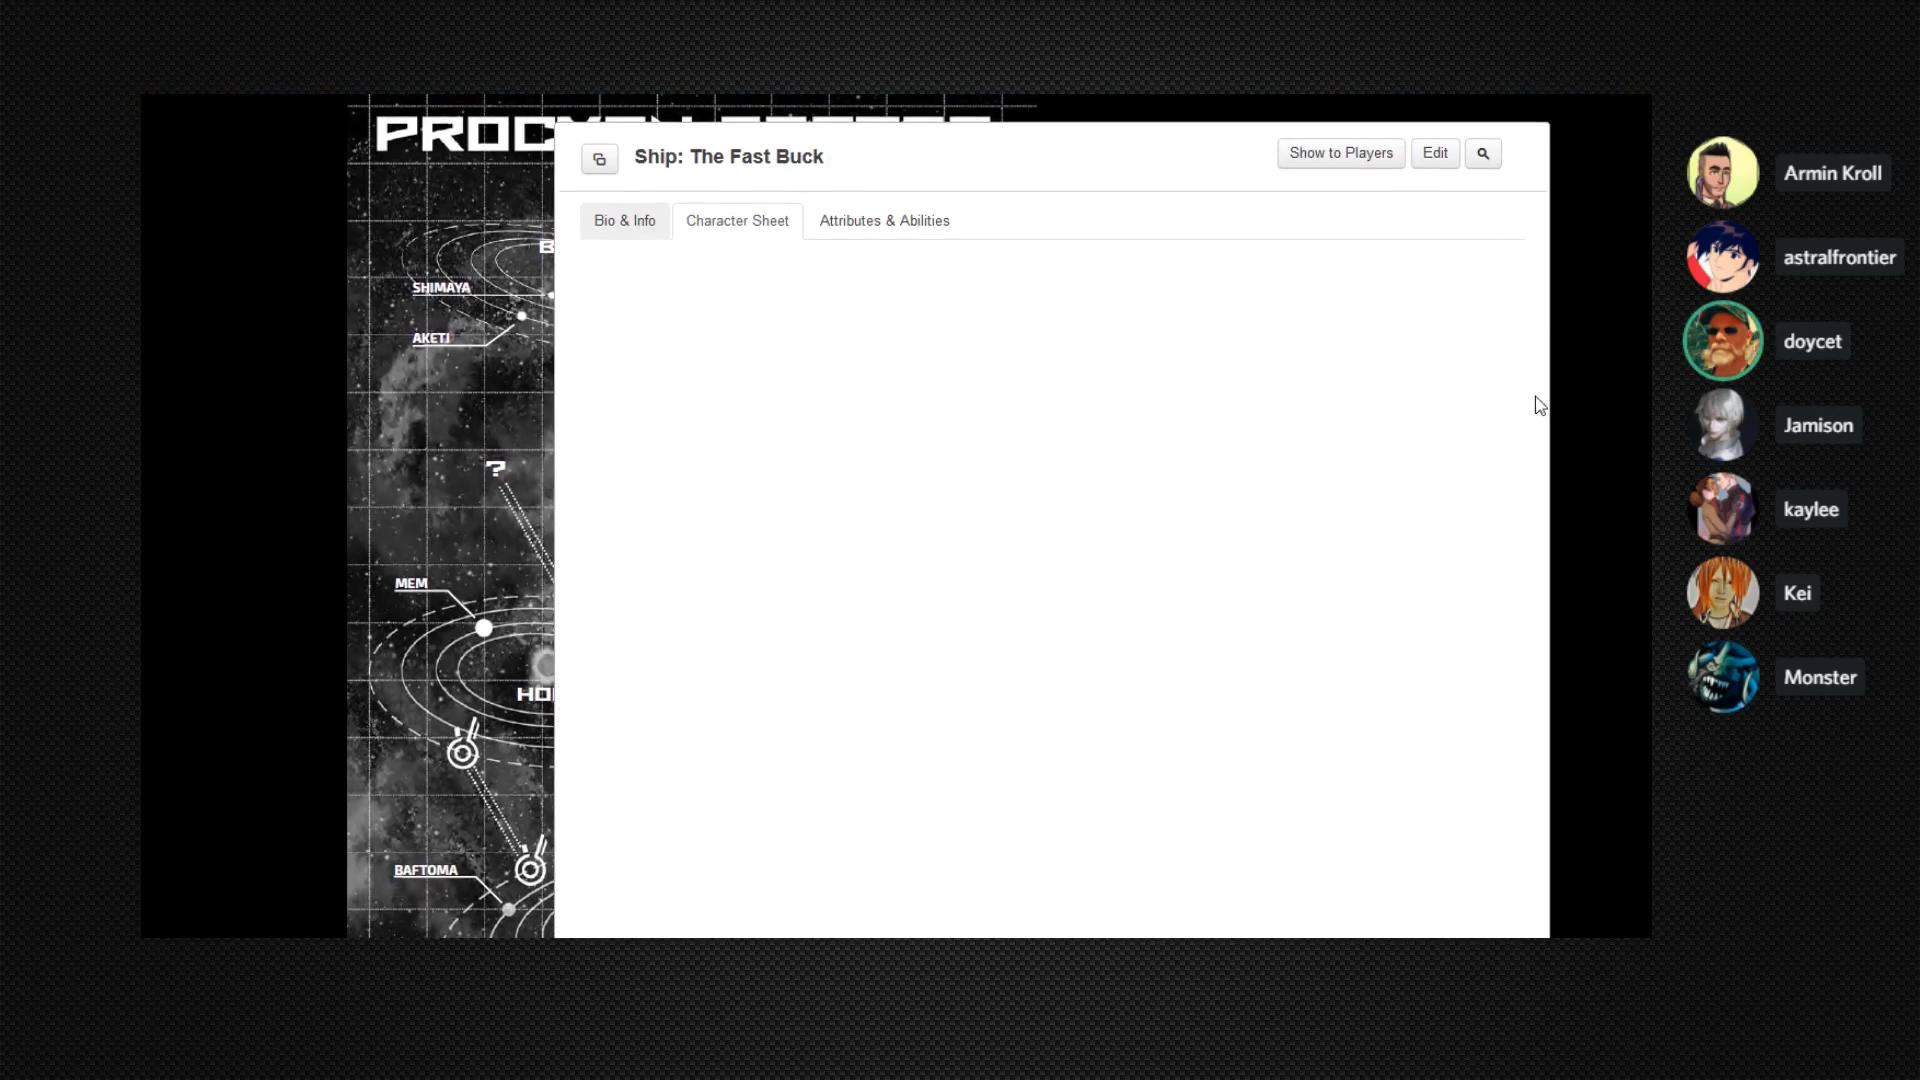 PROC
Ship: The Fast Buck
Show to Players
Edit
Bio & Info
Character Sheet
Attributes & Abilities
B
SHIMAYA
AKETI
?
MEM
HO
BAFTOMA
Armin Kroll
astralfrontier
doycet
Jamison
kaylee
Kei
Monster